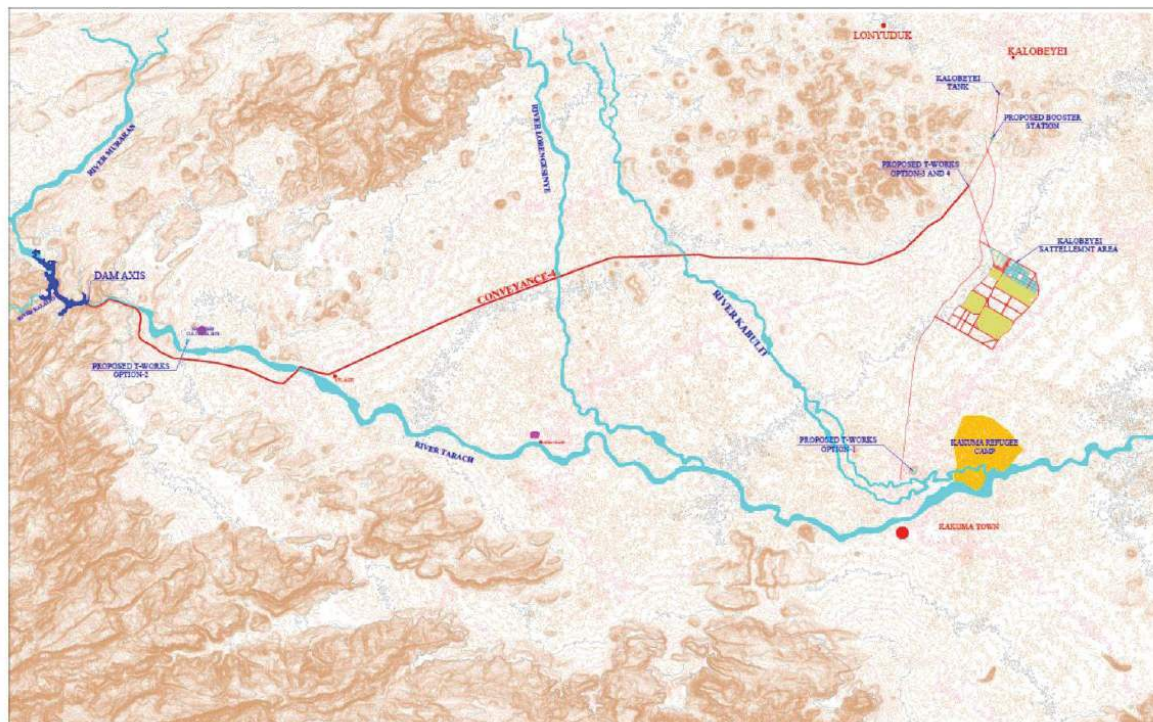 LONYUDUK
KALOBEYEI
KALOBEYEI
TANK
PROPOSED BOOSTER
STATION
RIVER MURARAN
RIVER LOBENGESINYE
PROPOSED T-WORKS
OPTION-3 AND 4
KALOBEYEI
SATTELLEMNT AREA
DAM AXIS
CONVEYANCE-4
RIVER KABULIT
PROPOSED T-WORKS
OPTION-2
RIVER TARACH
PROPOSED T-WORKS
OPTION-1
KAKUMA REFUGEE
CAMP
KAKUMA TOWN